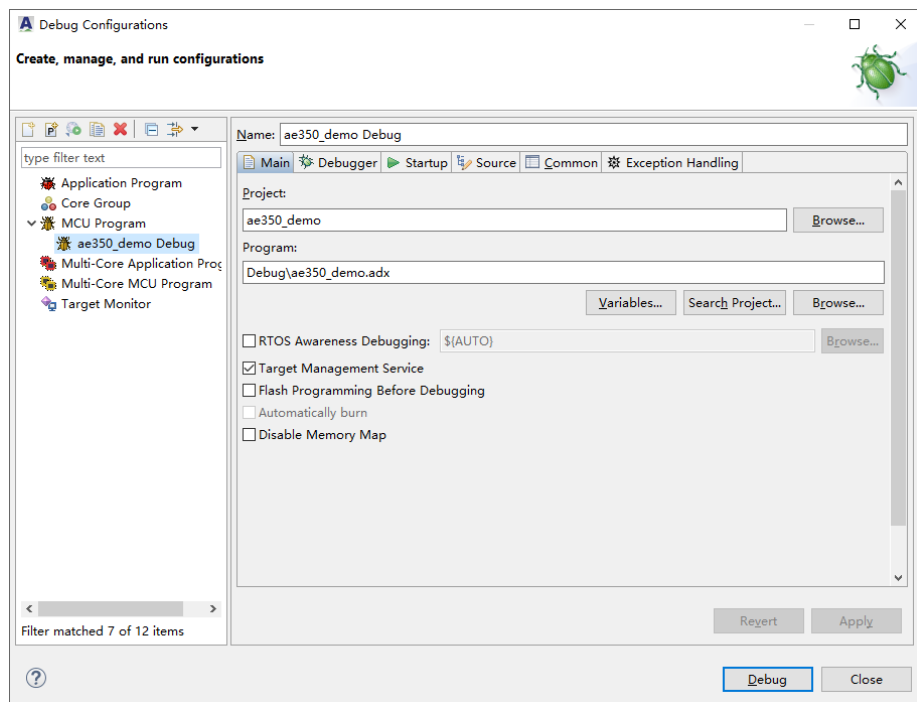 Debug Configurations
Create, manage, and run configurations
Name: ae350_demo Debug
type filter text
Application Program
Core Group
MCU Program
ae350_demo Debug
Multi-Core Application Prog
Multi-Core MCU Program
Target Monitor
Filter matched 7 of 12 items
Main Debugger Startup Source Common Exception Handling
Project:
ae350_demo Browse...
Program:
Debug\ae350_demo.adx
Variables... Search Project... Browse...
RTOS Awareness Debugging: $(AUTO) Browse...
Target Management Service
Flash Programming Before Debugging
Automatically burn
Disable Memory Map
Revert Apply
Debug Close